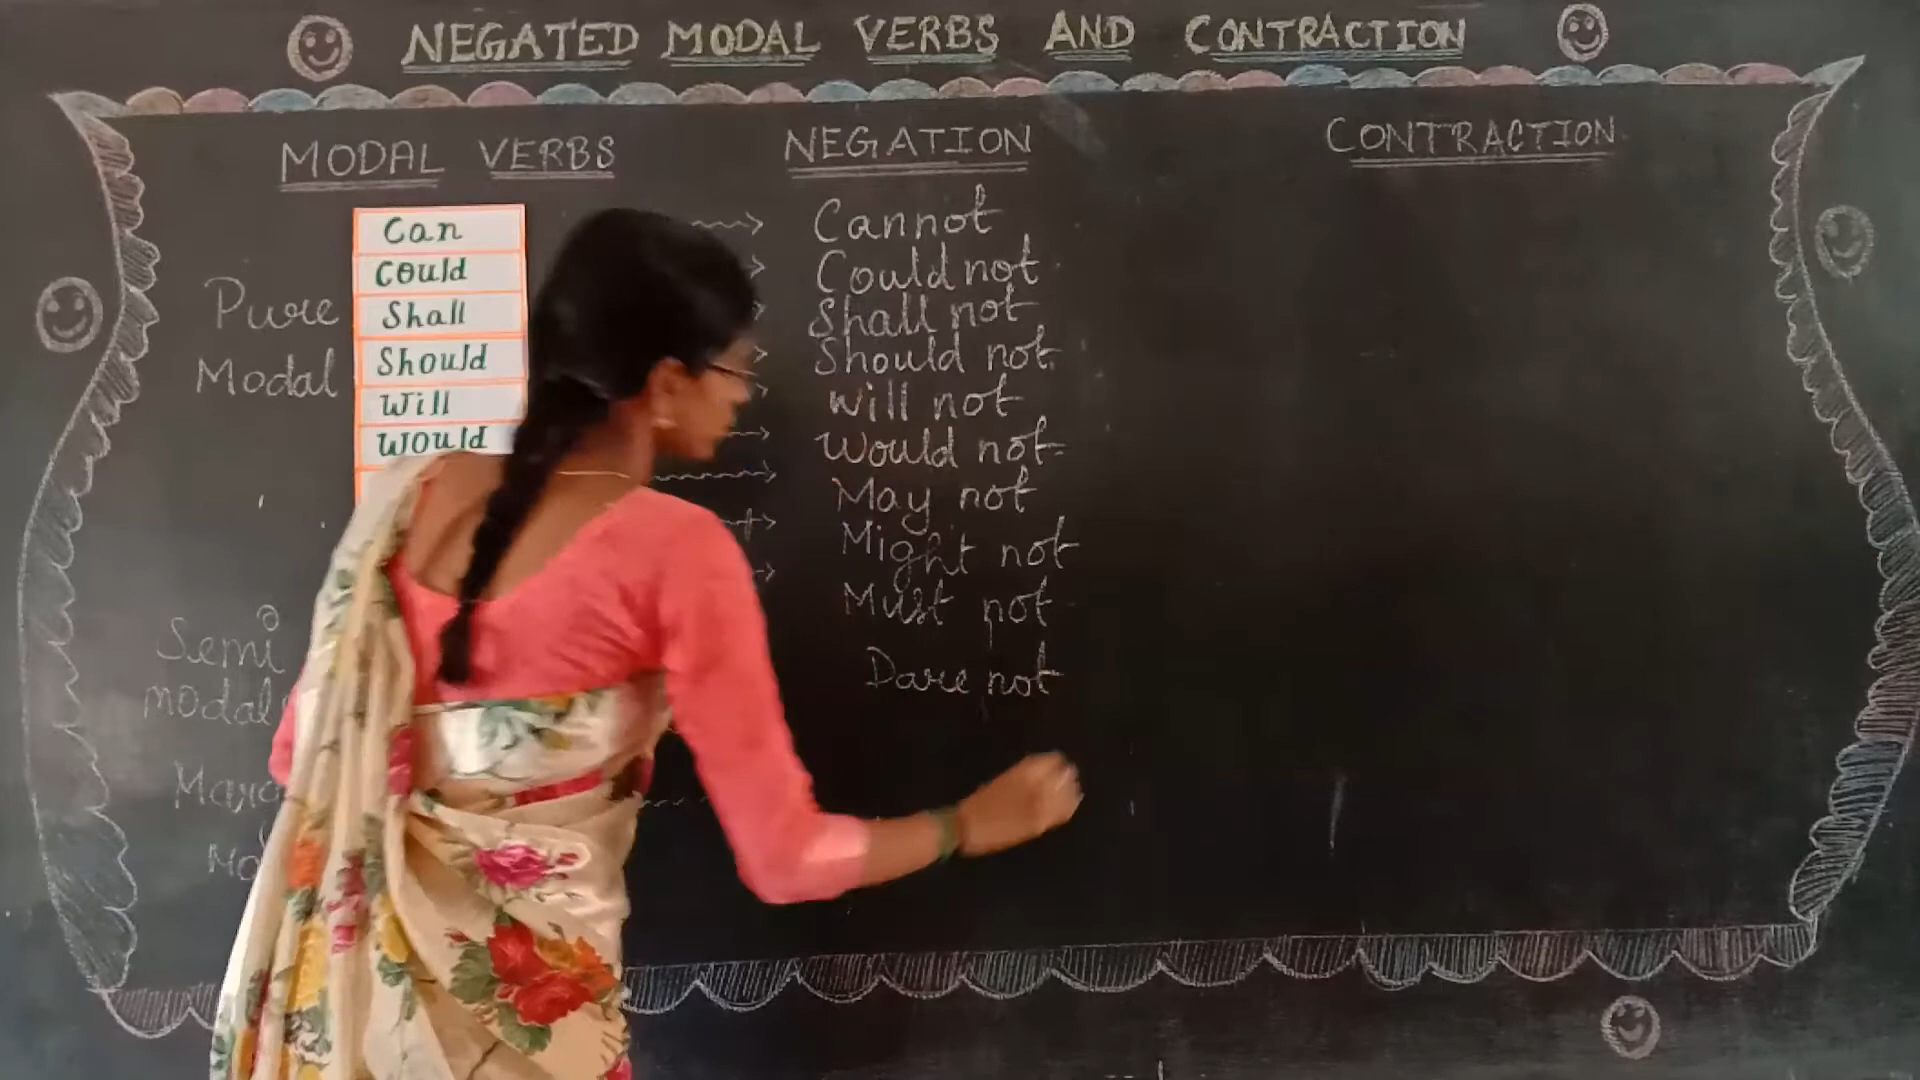 NEGATED MODAL VERBS AND CONTRACTION
MODAL VERBS NEGATION CONTRACTION
Can Cannot
Could Could not
Pure Shall Shall not
Modal Should Should not
Will Will not
Would Would not
May not
Might not
Must not
Semi
modal Dare not